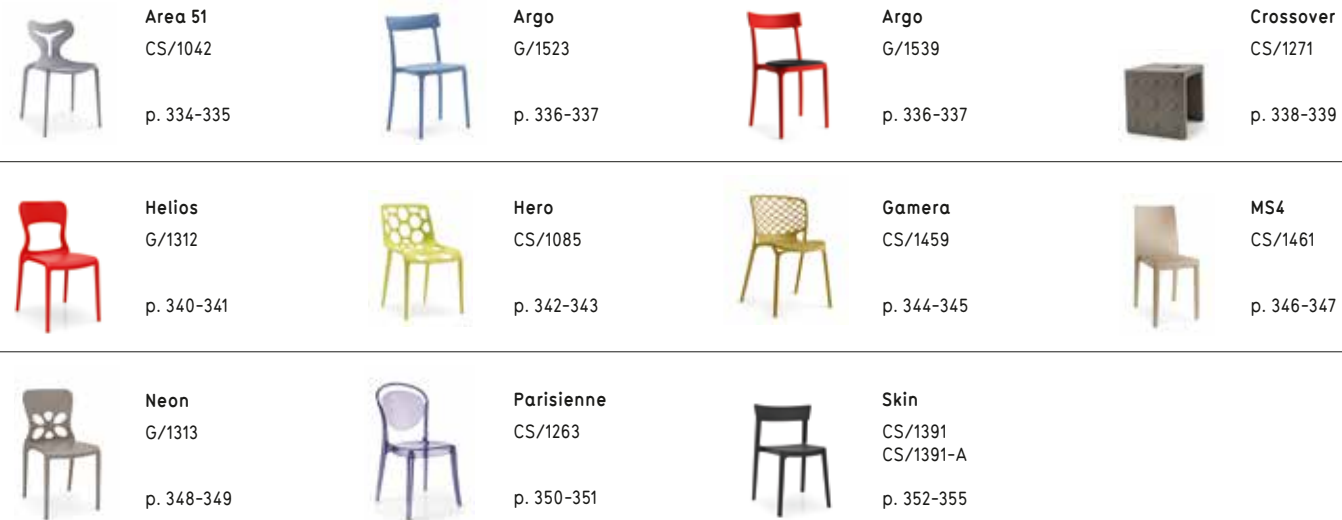 Area 51
CS/1042
p. 334-335
Argo
G/1523
p. 336-337
Argo
G/1539
p. 336-337
Crossover
CS/1271
p. 338-339
Helios
G/1312
p. 340-341
Hero
CS/1085
p. 342-343
Gamera
CS/1459
p. 344-345
MS4
CS/1461
p. 346-347
Neon
G/1313
p. 348-349
Parisienne
CS/1263
p. 350-351
Skin
CS/1391
CS/1391-A
p. 352-355